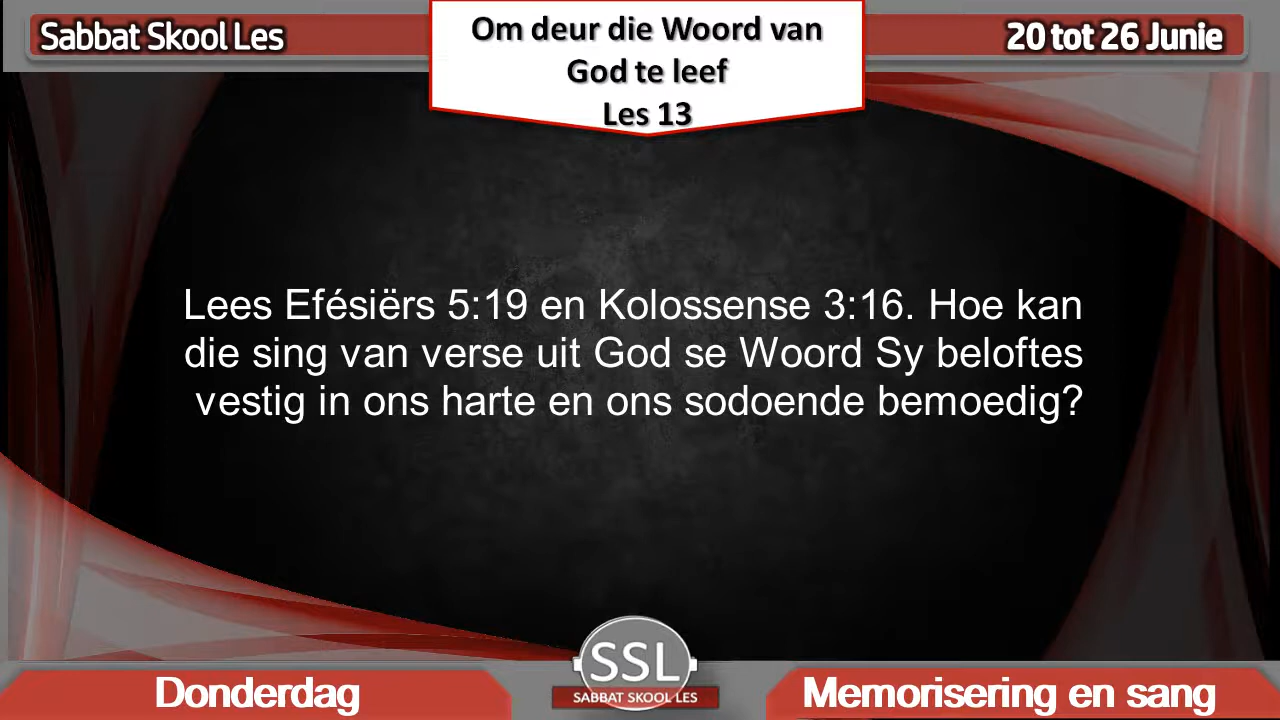 Sabbat Skool Les
Om deur die Woord van
God te leef
Les 13
20 tot 26 Junie
Lees Efésiërs 5:19 en Kolossense 3:16. Hoe kan
die sing van verse uit God se Woord Sy beloftes
vestig in ons harte en ons sodoende bemoedig?
Donderdag
SSL
SABBAT SKOOL LES
Memorisering en sang